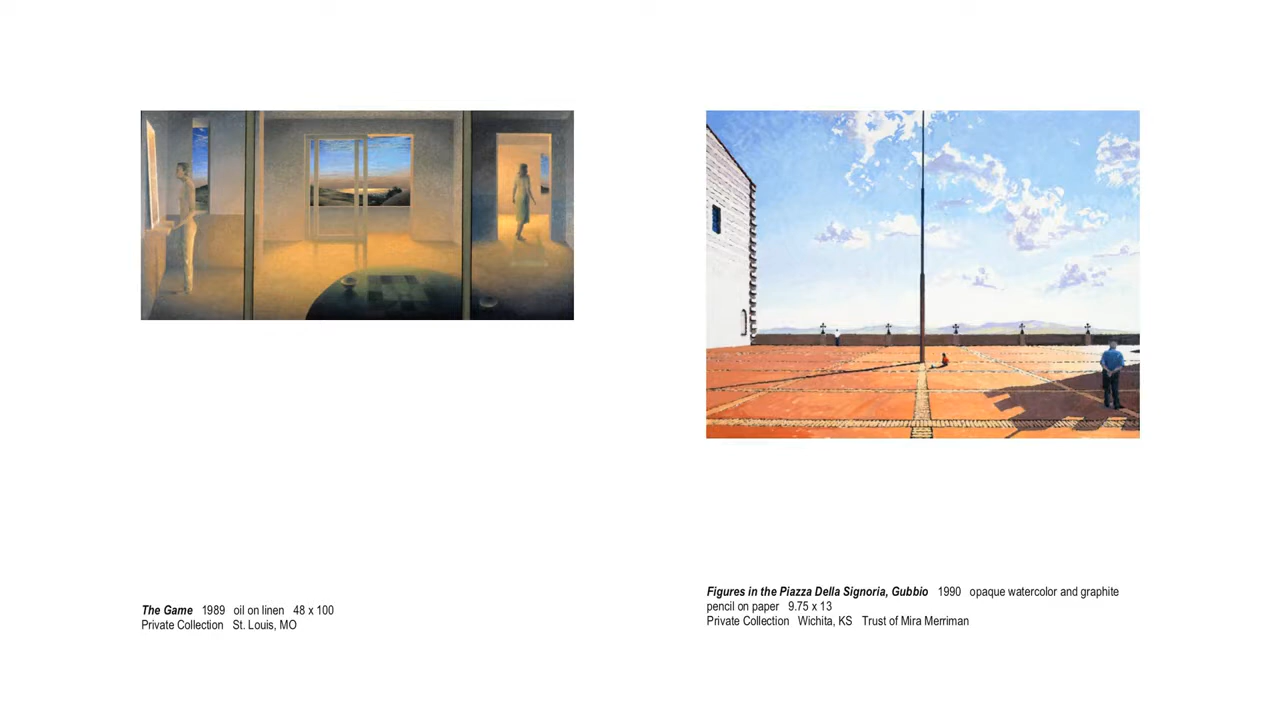 The Game 1989 oil on linen 48 x 100
Private Collection St. Louis, MO
Figures in the Piazza Della Signoria, Gubbio 1990 opaque watercolor and graphite
pencil on paper 9.75 x 13
Private Collection Wichita, KS Trust of Mira Merriman